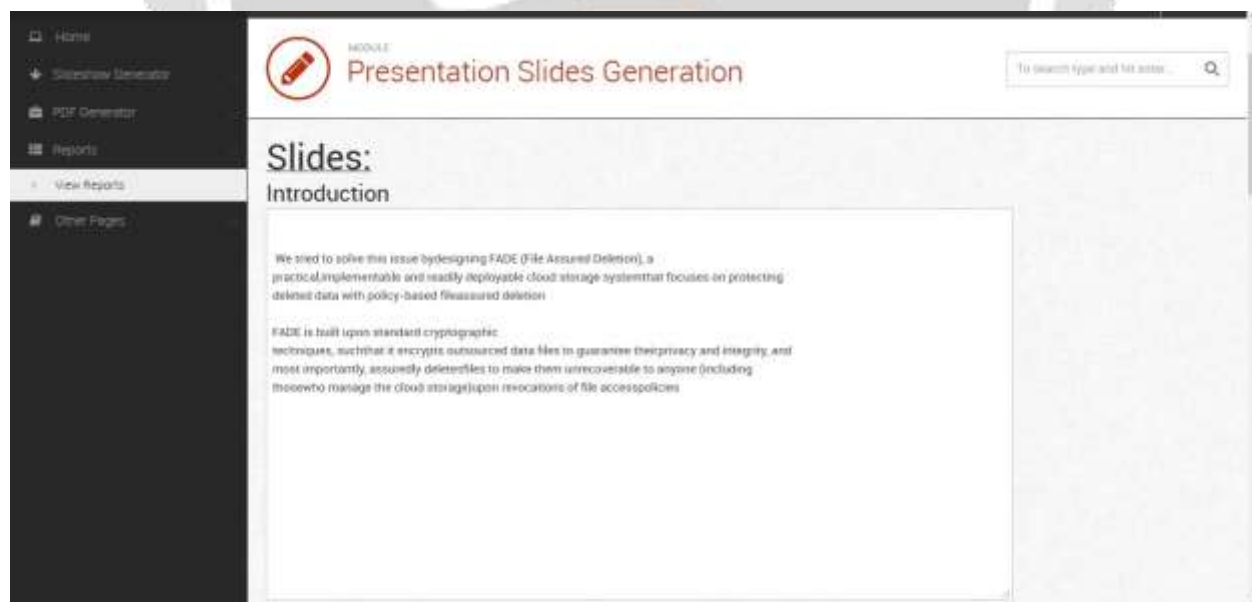 Home
Slideshow Generator
PDF Generator
Reports
View Reports
Other Pages
MODULE
Presentation Slides Generation
To search type and hit enter...
Slides:
Introduction
We tried to solve this issue bydesigning FADE (File Assured Deletion), a
practical,implementable and readily deployable cloud storage systemthat focuses on protecting
deleted data with policy-based fileassured deletion
FADE is built upon standard cryptographic
techniques, suchthat it encrypts outsourced data files to guarantee theirprivacy and integrity, and
most importantly, assuredly deletesfiles to make them unrecoverable to anyone (including
thosewho manage the cloud storage)upon revocations of file accesspolicies